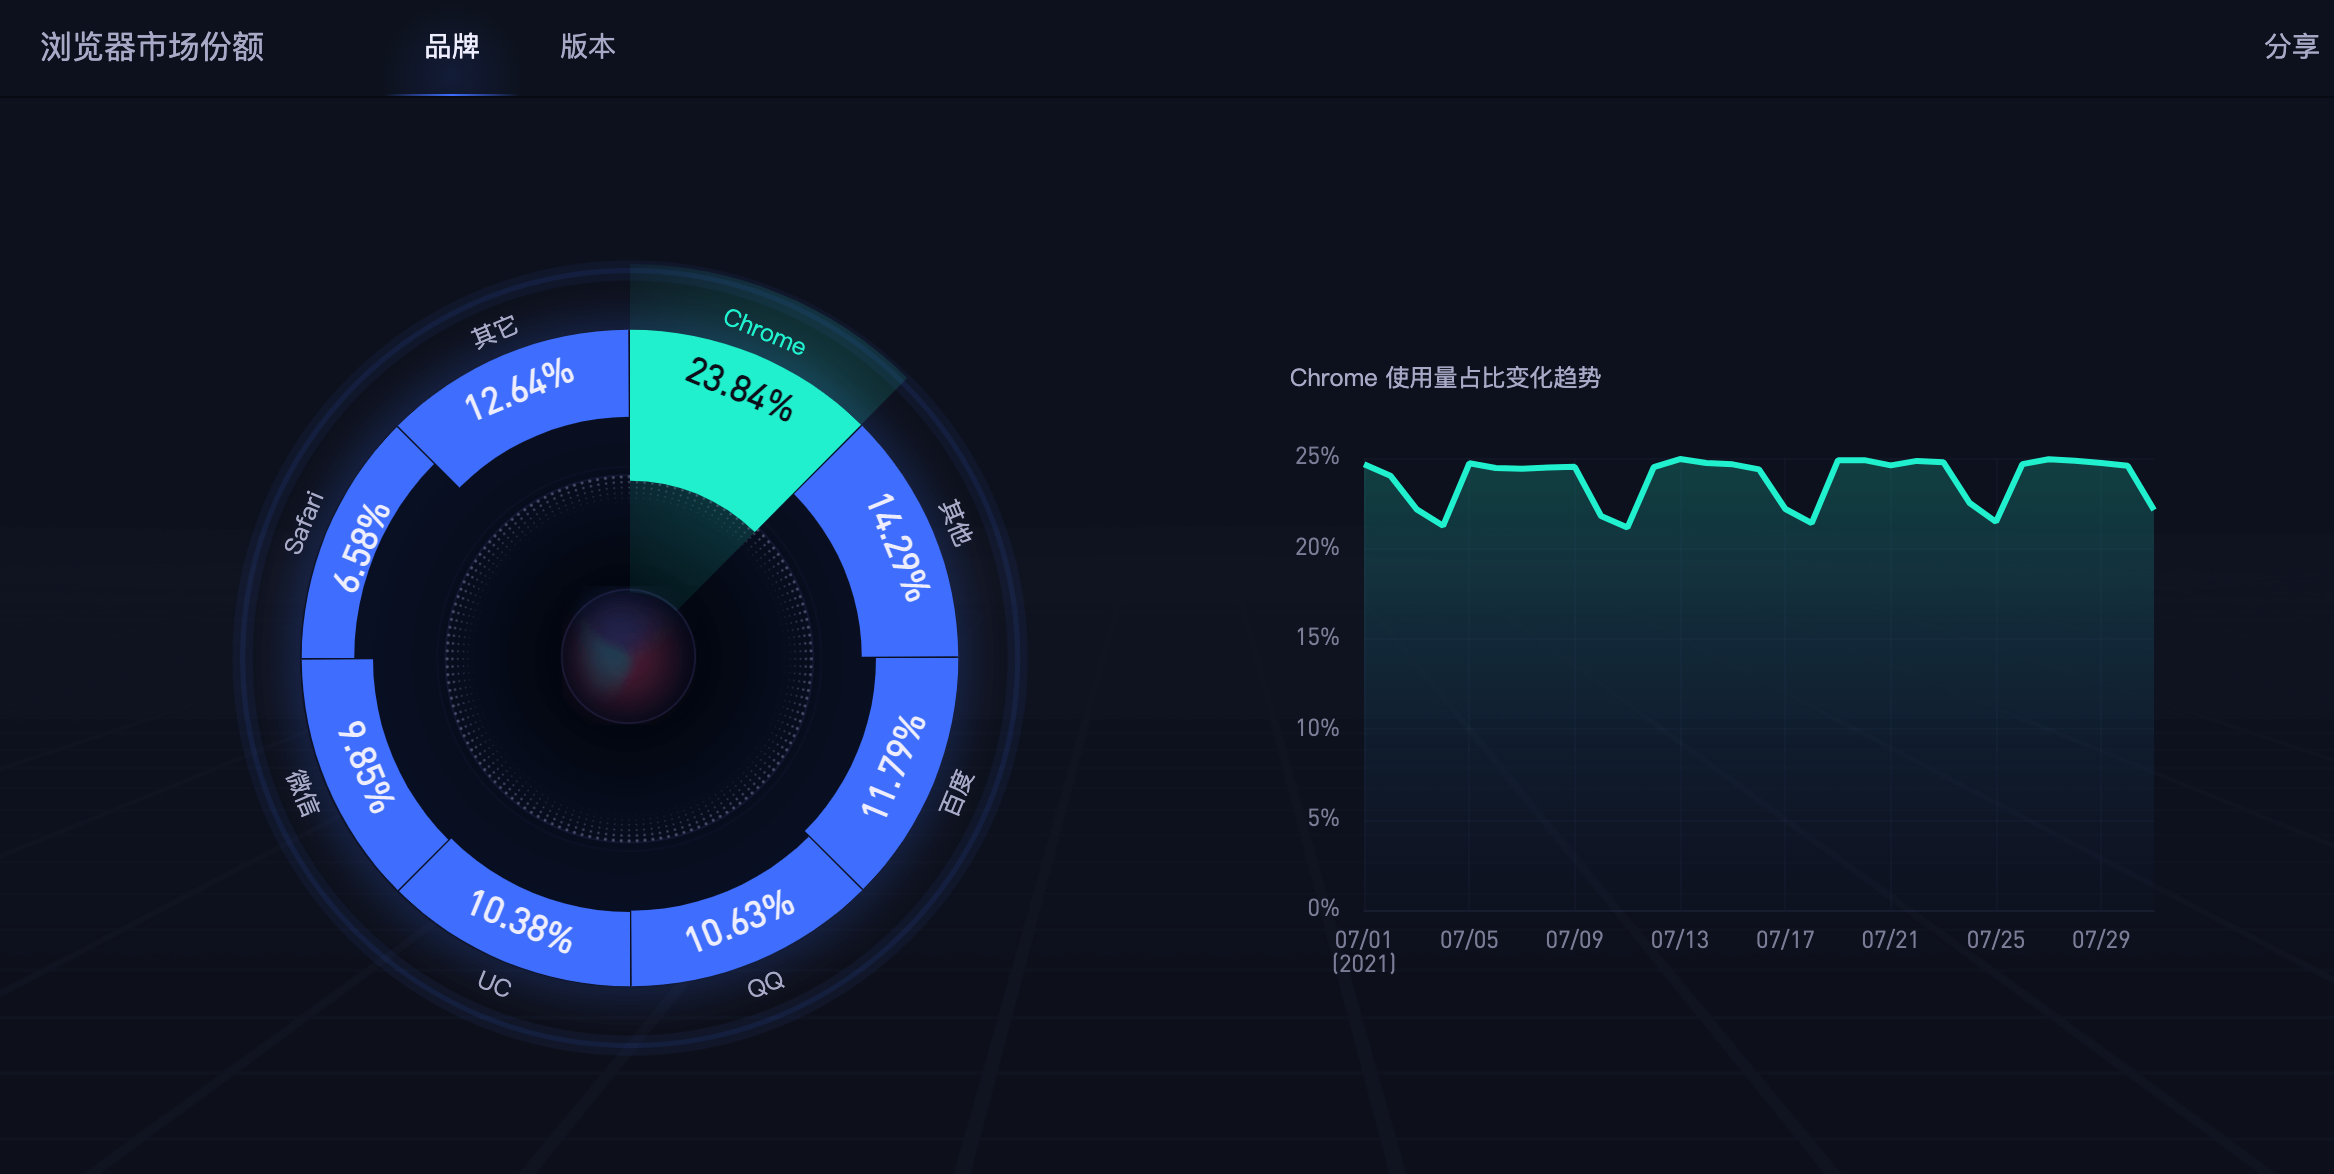 浏览器市场份额
品牌
版本
分享
Chrome
23.84%
其他
14.29%
百度
11.79%
QQ
10.63%
UC
10.38%
微信
9.85%
Safari
6.58%
其它
12.64%
Chrome 使用量占比变化趋势
25%
20%
15%
10%
5%
0%
07/01
(2021)
07/05
07/09
07/13
07/17
07/21
07/25
07/29